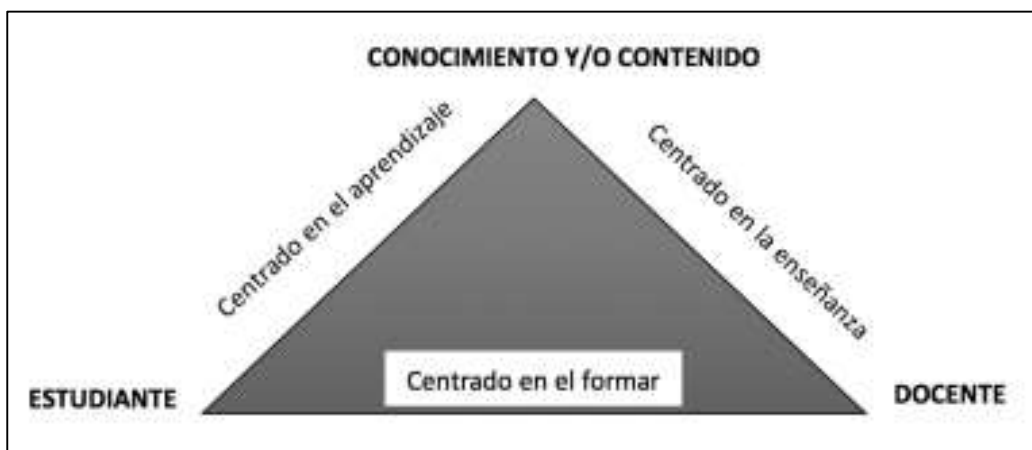 CONOCIMIENTO Y/O CONTENIDO
Centrado en el aprendizaje
Centrado en la enseñanza
Centrado en el formar
ESTUDIANTE
DOCENTE